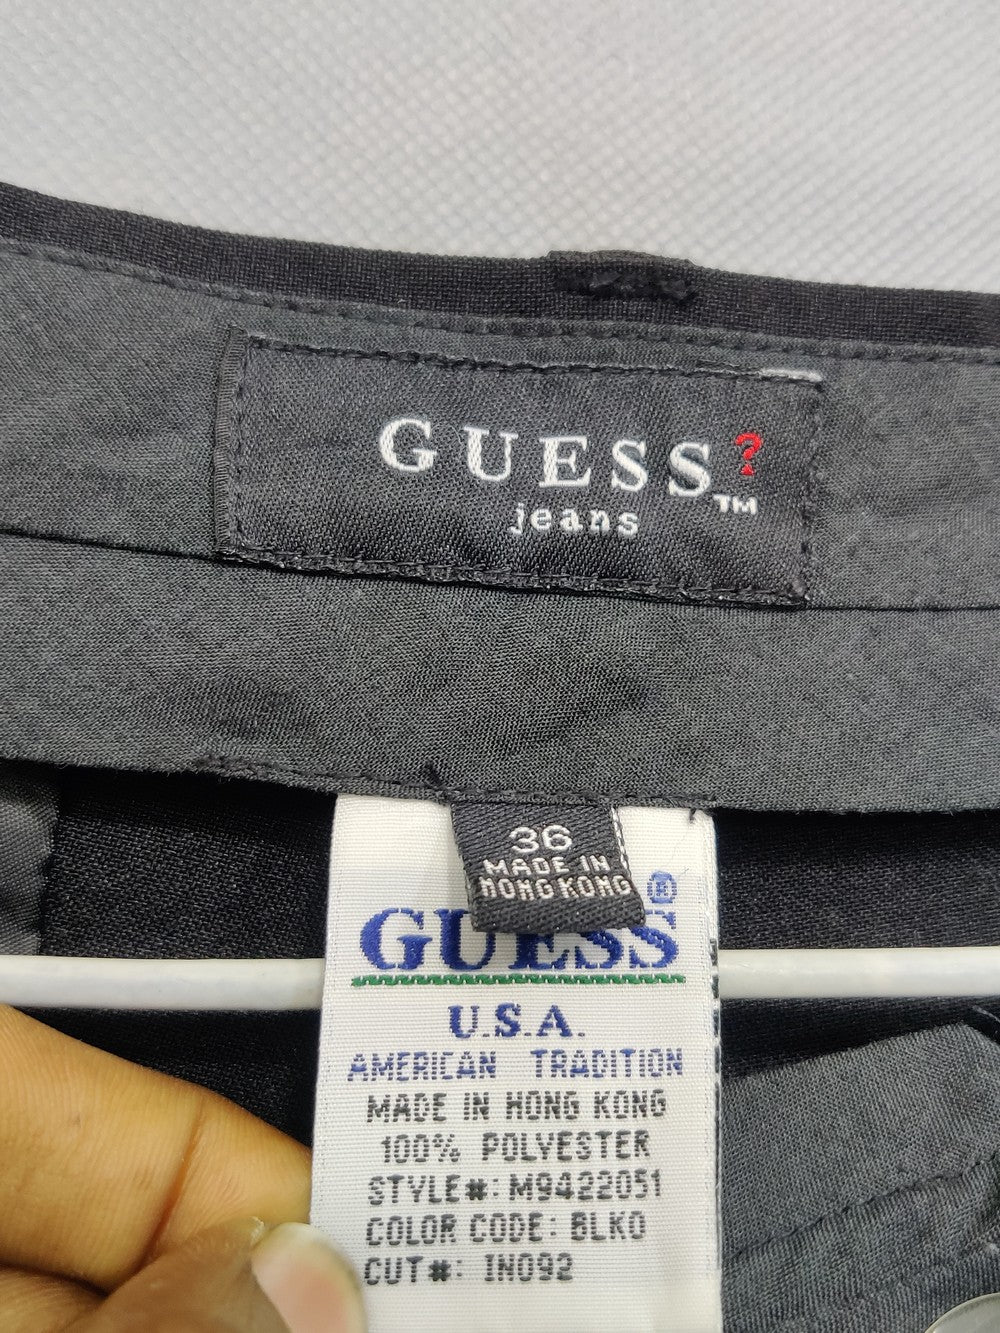 GUESS?
™
jeans
36
MADE IN
HONG KONG
GUESS®
U.S.A.
AMERICAN TRADITION
MADE IN HONG KONG
100% POLYESTER
STYLE#: M9422051
COLOR CODE: BLK0
CUT#: IN092